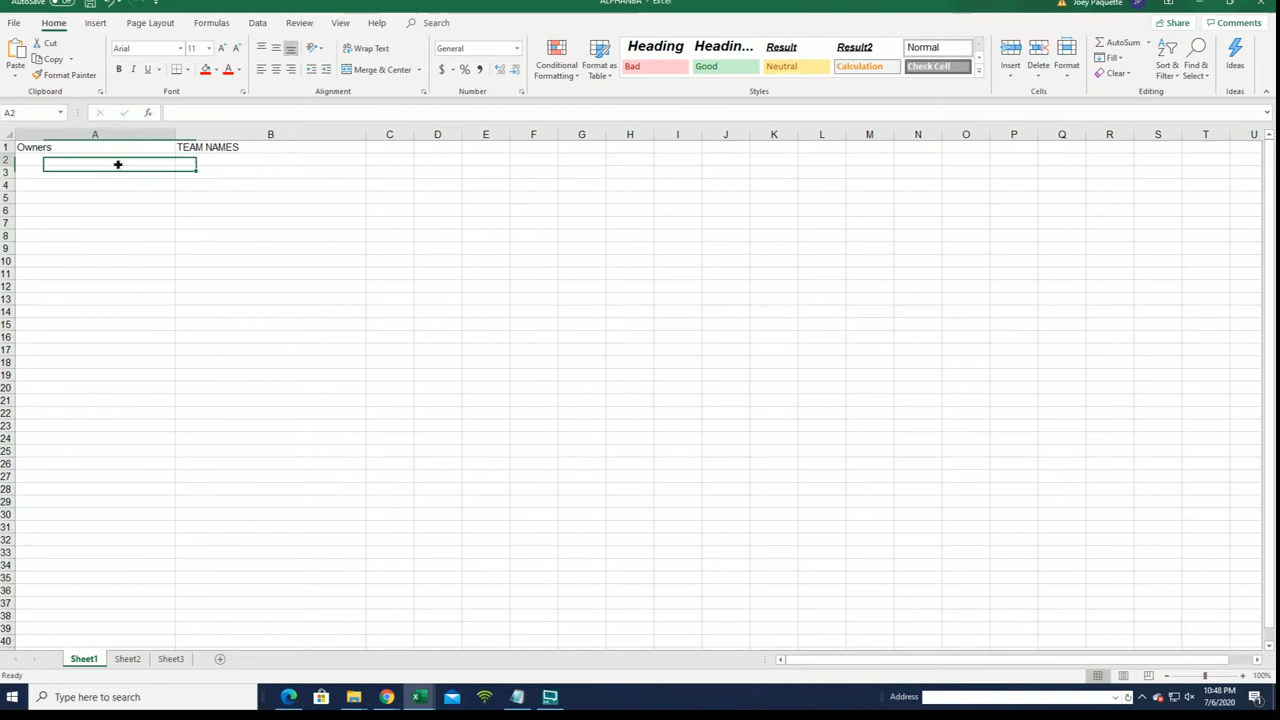 AutoSave Off ALPHANBA - Excel Joey Paquette JP
File Home Insert Page Layout Formulas Data Review View Help Search Share Comments
Paste Cut Copy Format Painter Clipboard
Arial 11 A A B I U A Font
Wrap Text Merge & Center Alignment
General $ % , Number
Conditional Formatting Format as Table
Heading Headin... Result Result2 Normal
Bad Good Neutral Calculation Check Cell
Styles
Insert Delete Format Cells
AutoSum Fill Clear Sort & Filter Find & Select Editing
Ideas Ideas
A2 fx
A B C D E F G H I J K L M N O P Q R S T U
1 Owners TEAM NAMES
2
3
4
5
6
7
8
9
10
11
12
13
14
15
16
17
18
19
20
21
22
23
24
25
26
27
28
29
30
31
32
33
34
35
36
37
38
39
40
Sheet1 Sheet2 Sheet3
Ready 100%
Type here to search Address 10:48 PM
7/6/2020